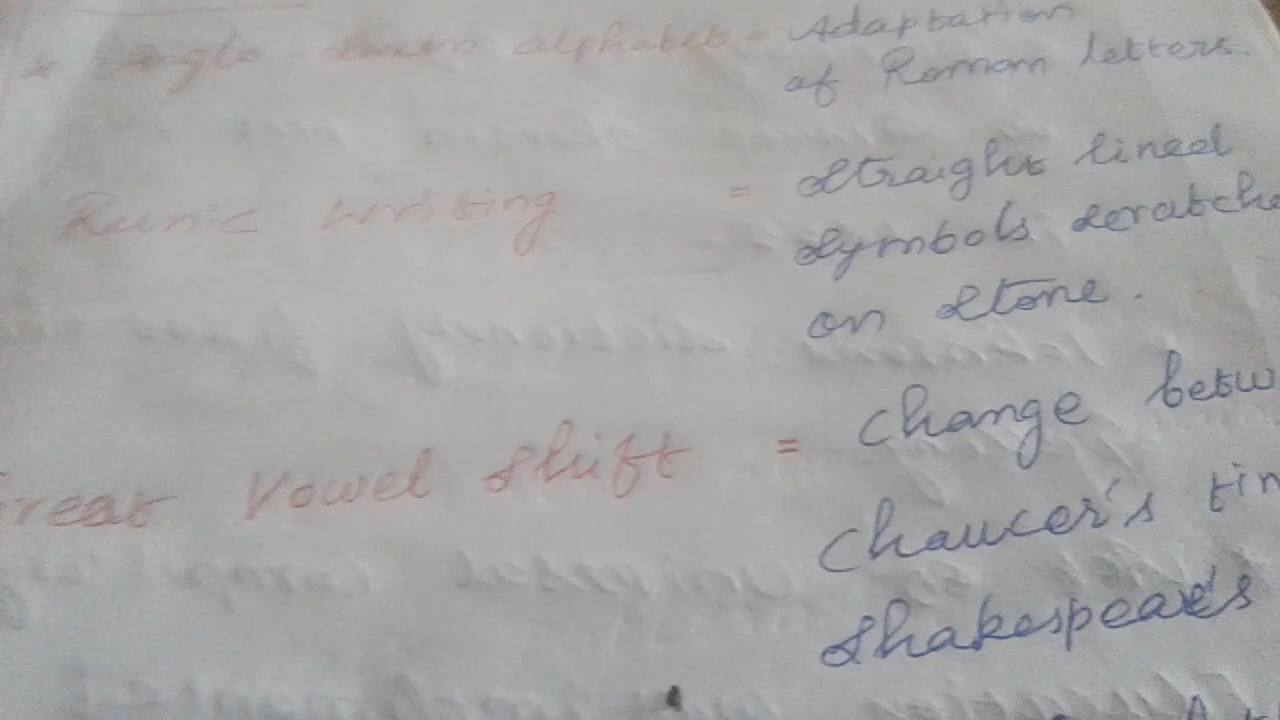 * Anglo-Saxon alphabet = Adaptation
of Roman letters.
Runic Writing = Straight lined
symbols scratche
on Stone.
Great Vowel Shift = Change betw
Chaucer's tim
Shakespeare's